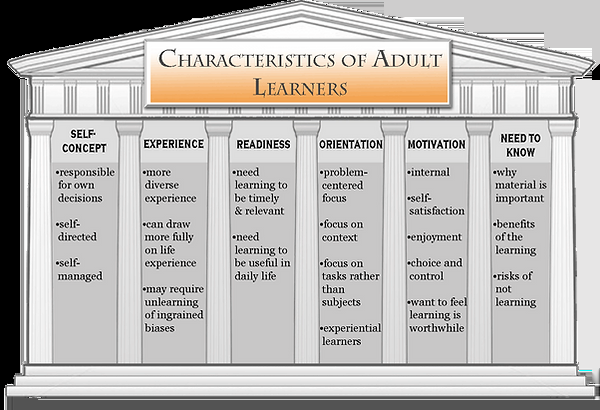 CHARACTERISTICS OF ADULT
LEARNERS
SELF-
CONCEPT
•responsible
for own
decisions
•self-
directed
•self-
managed
EXPERIENCE
•more
diverse
experience
•can draw
more fully
on life
experience
•may require
unlearning
of ingrained
biases
READINESS
•need
learning to
be timely
& relevant
•need
learning to
be useful in
daily life
ORIENTATION
•problem-
centered
focus
•focus on
context
•focus on
tasks rather
than
subjects
•experiential
learners
MOTIVATION
•internal
•self-
satisfaction
•enjoyment
•choice and
control
•want to feel
learning is
worthwhile
NEED TO
KNOW
•why
material is
important
•benefits
of the
learning
•risks of
not
learning